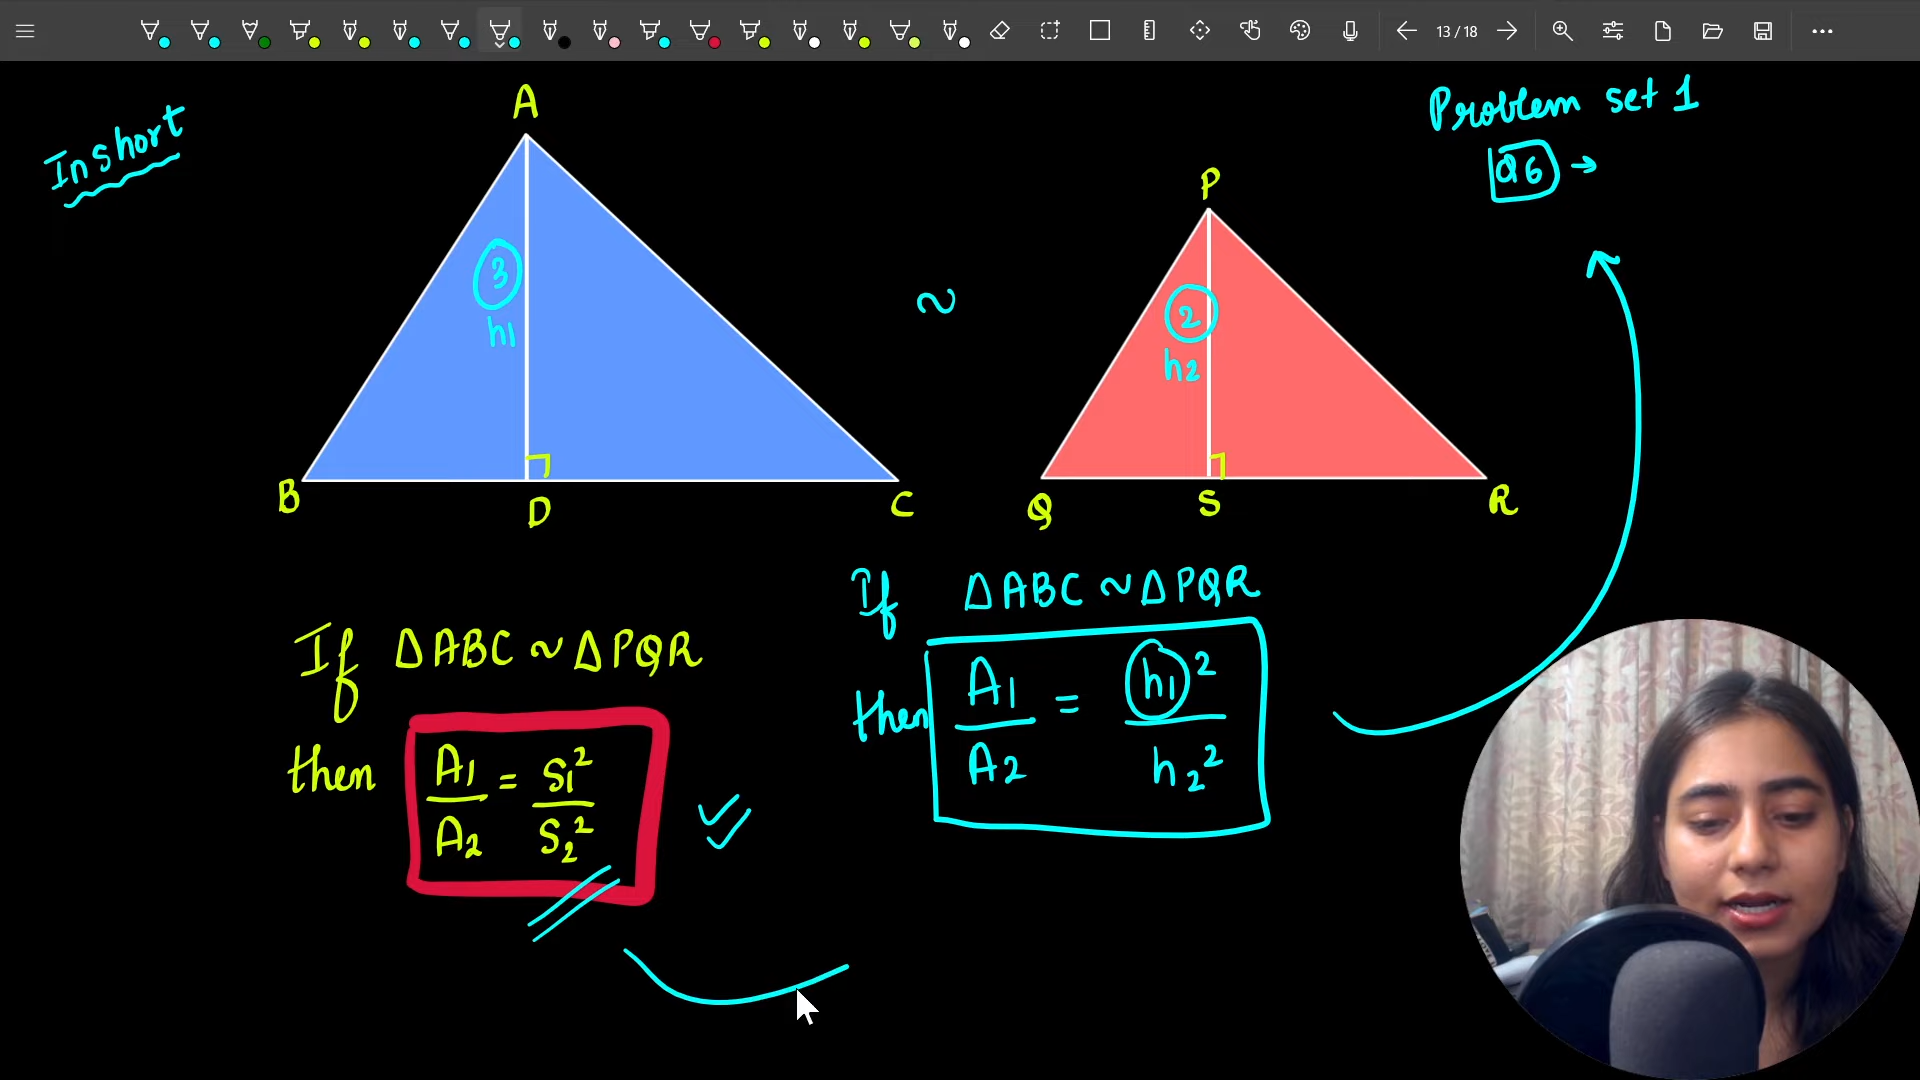 13 / 18
In short
Problem set 1
Q6 →
A
P
3
h1
~
2
h2
B
D
C
Q
S
R
If ΔABC ~ ΔPQR
then A1/A2 = S1²/S2²
If ΔABC ~ ΔPQR
then A1/A2 = h1²/h2²